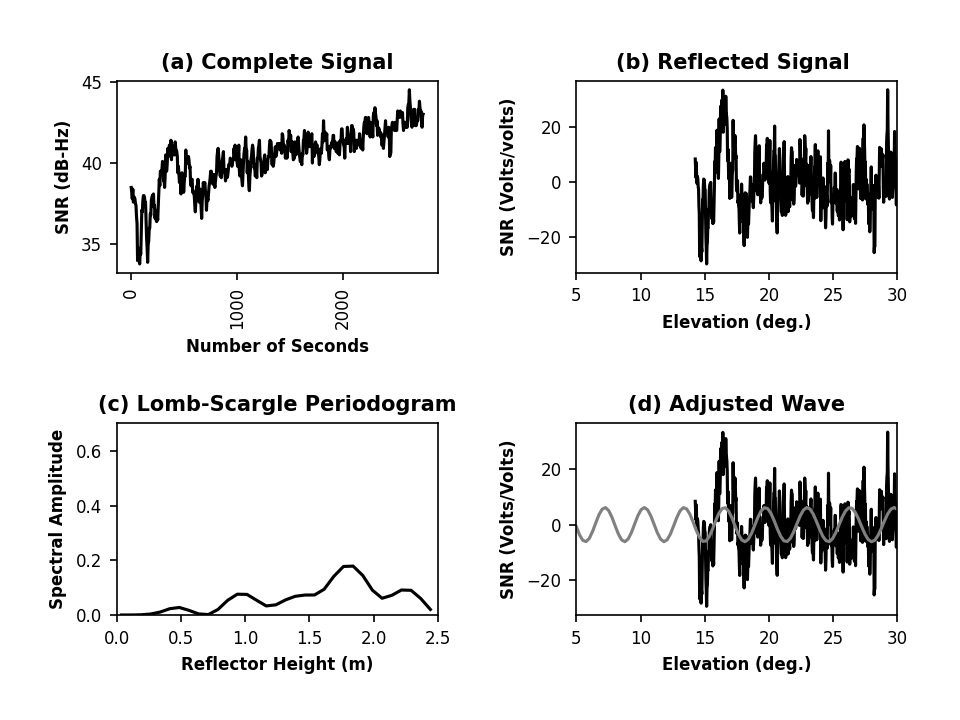 (a) Complete Signal
(b) Reflected Signal
45
40
35
SNR (dB-Hz)
0
1000
2000
Number of Seconds
20
0
−20
SNR (Volts/volts)
5
10
15
20
25
30
Elevation (deg.)
(c) Lomb-Scargle Periodogram
(d) Adjusted Wave
0.6
0.4
0.2
0.0
Spectral Amplitude
0.0
0.5
1.0
1.5
2.0
2.5
Reflector Height (m)
20
0
−20
SNR (Volts/Volts)
5
10
15
20
25
30
Elevation (deg.)